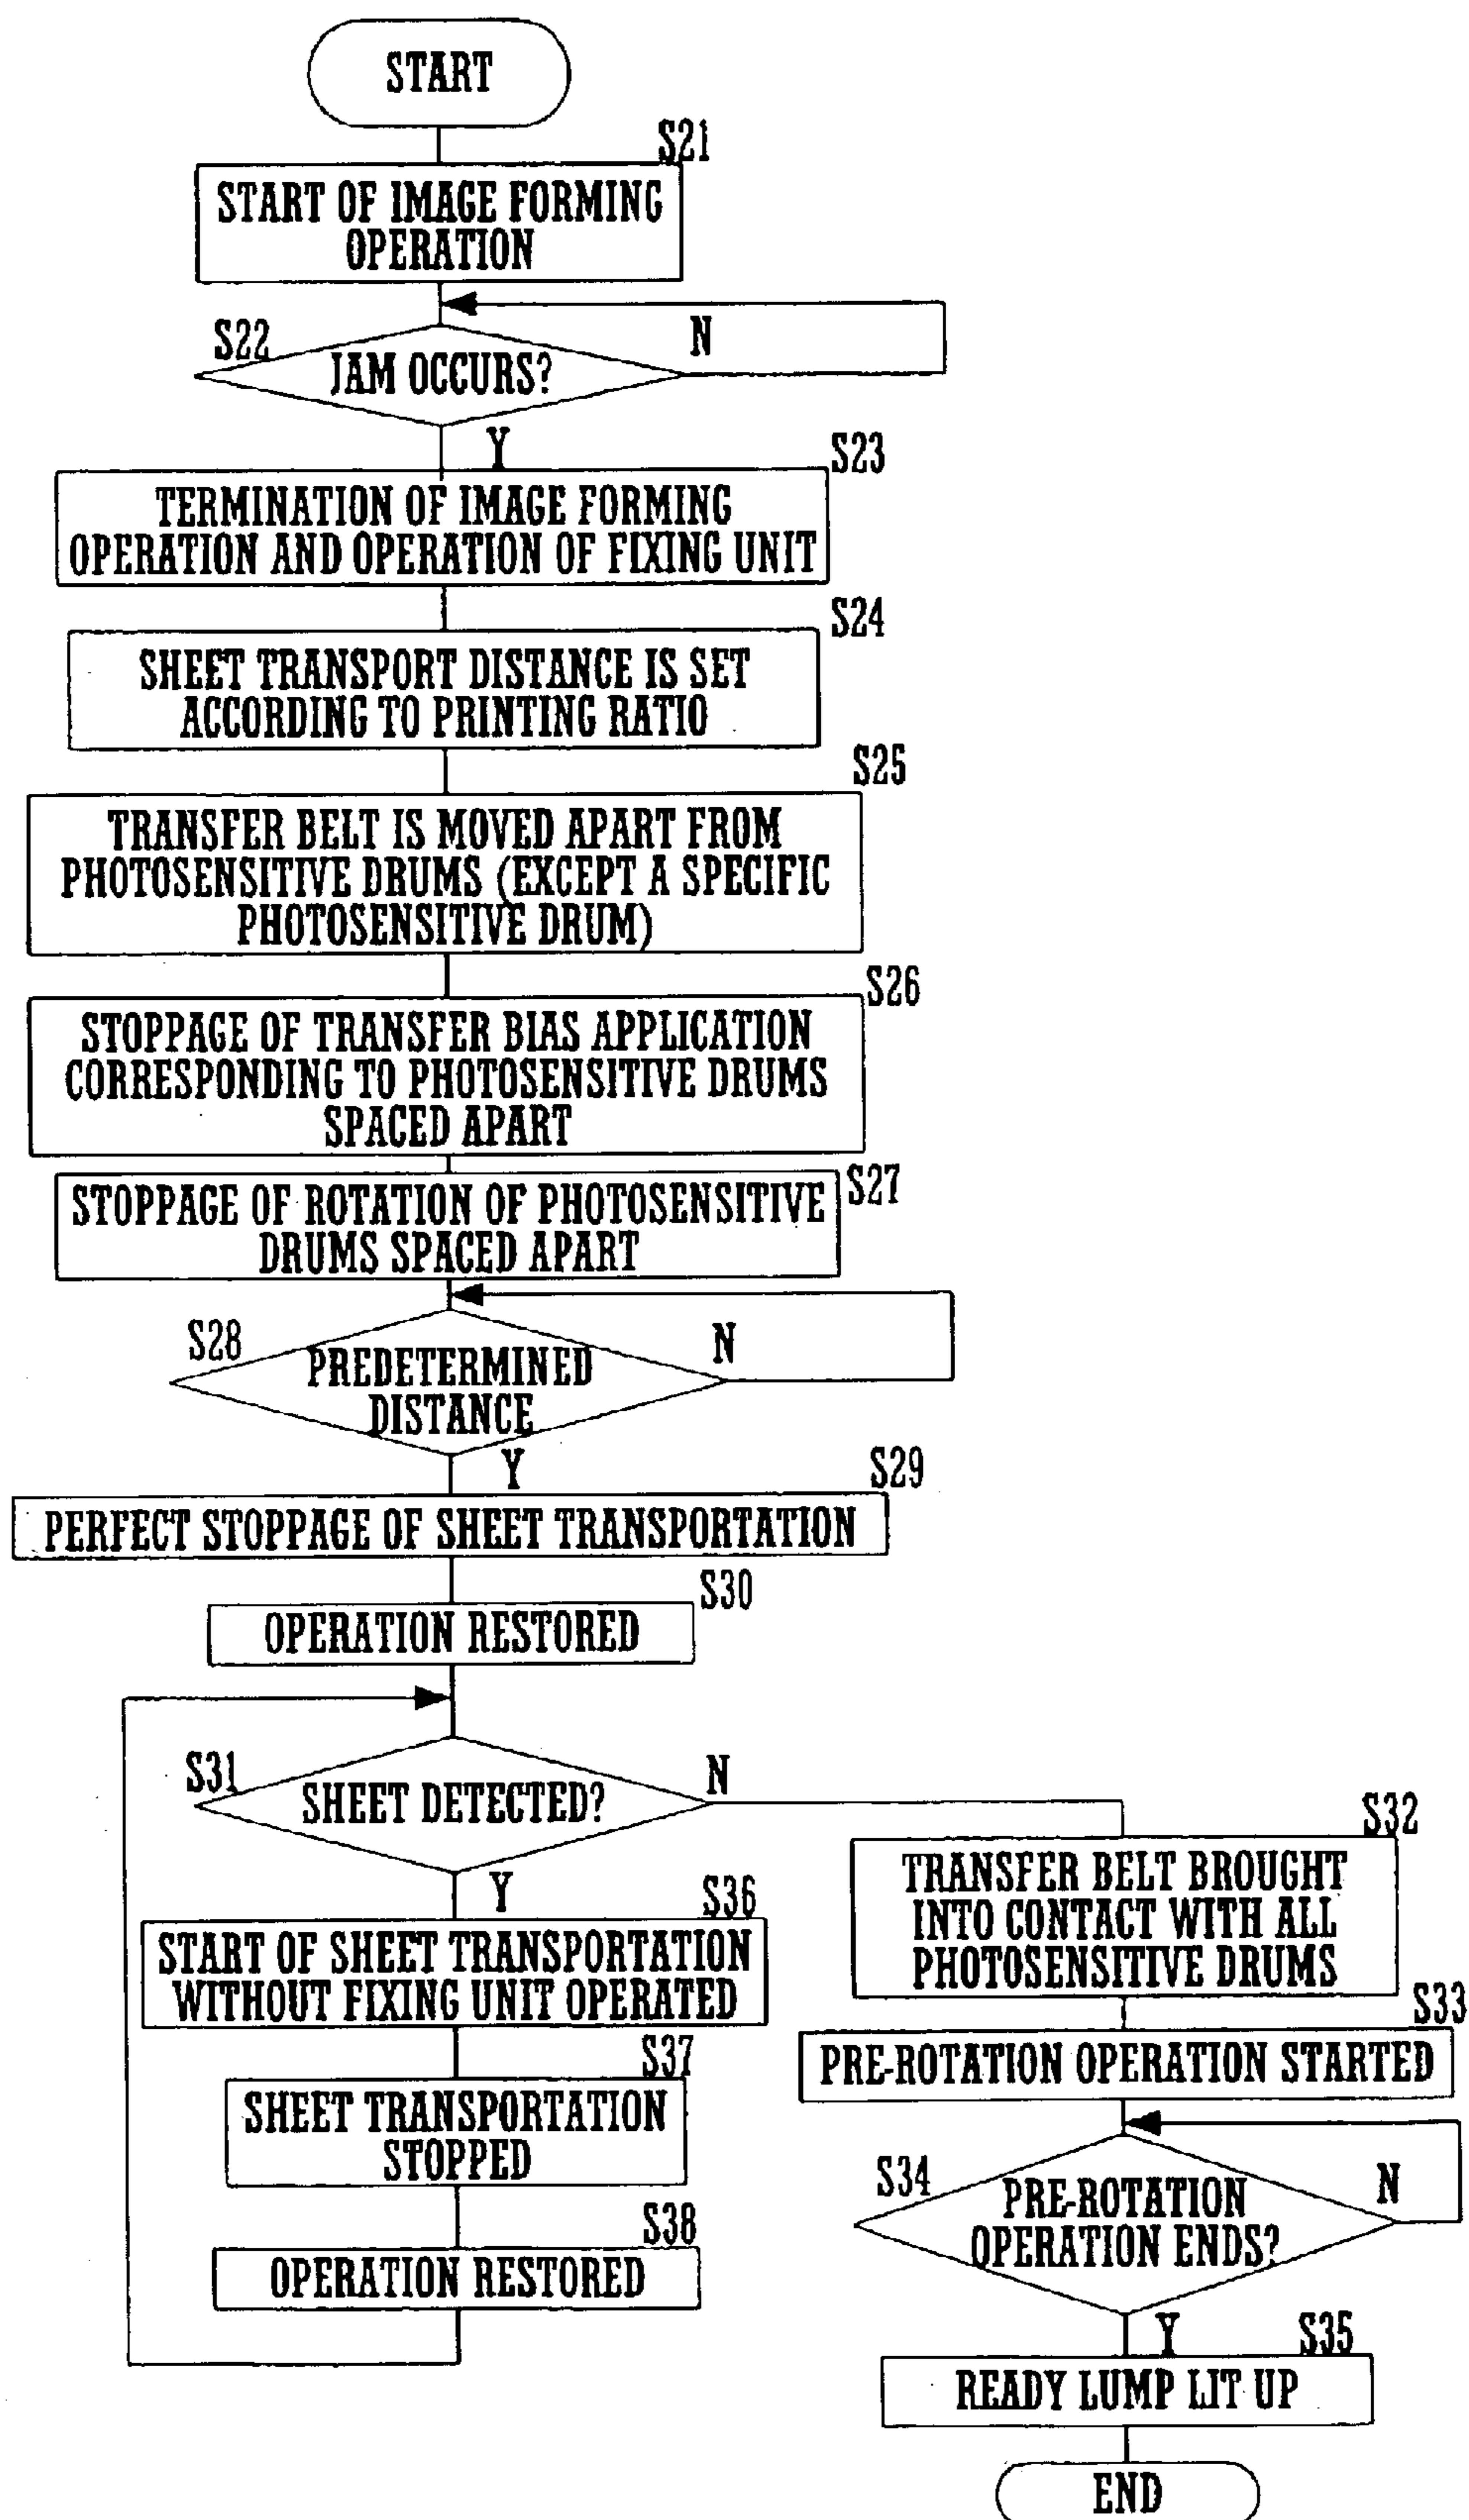 START
S21
START OF IMAGE FORMING
OPERATION
S22
JAM OCCURS?
N
Y
S23
TERMINATION OF IMAGE FORMING
OPERATION AND OPERATION OF FIXING UNIT
S24
SHEET TRANSPORT DISTANCE IS SET
ACCORDING TO PRINTING RATIO
S25
TRANSFER BELT IS MOVED APART FROM
PHOTOSENSITIVE DRUMS (EXCEPT A SPECIFIC
PHOTOSENSITIVE DRUM)
S26
STOPPAGE OF TRANSFER BIAS APPLICATION
CORRESPONDING TO PHOTOSENSITIVE DRUMS
SPACED APART
S27
STOPPAGE OF ROTATION OF PHOTOSENSITIVE
DRUMS SPACED APART
S28
PREDETERMINED
DISTANCE
N
Y
S29
PERFECT STOPPAGE OF SHEET TRANSPORTATION
S30
OPERATION RESTORED
S31
SHEET DETECTED?
N
Y
S36
START OF SHEET TRANSPORTATION
WITHOUT FIXING UNIT OPERATED
S37
SHEET TRANSPORTATION
STOPPED
S38
OPERATION RESTORED
S32
TRANSFER BELT BROUGHT
INTO CONTACT WITH ALL
PHOTOSENSITIVE DRUMS
S33
PRE-ROTATION OPERATION STARTED
S34
PRE-ROTATION
OPERATION ENDS?
N
Y
S35
READY LUMP LIT UP
END